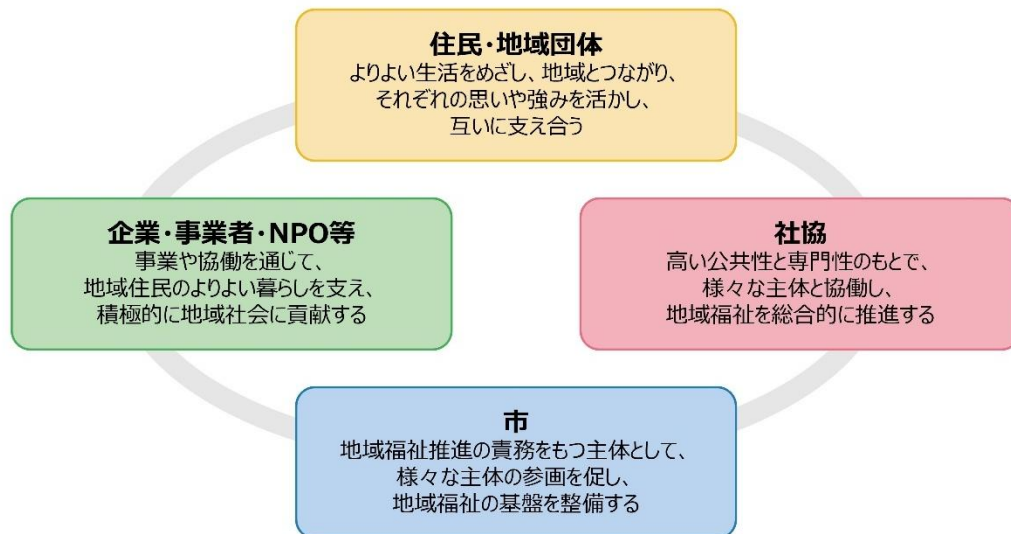 住民・地域団体
よりよい生活をめざし、地域とつながり、
それぞれの思いや強みを活かし、
互いに支え合う
企業・事業者・NPO等
事業や協働を通じて、
地域住民のよりよい暮らしを支え、
積極的に地域社会に貢献する
社協
高い公共性と専門性のもとで、
様々な主体と協働し、
地域福祉を総合的に推進する
市
地域福祉推進の責務をもつ主体として、
様々な主体の参画を促し、
地域福祉の基盤を整備する